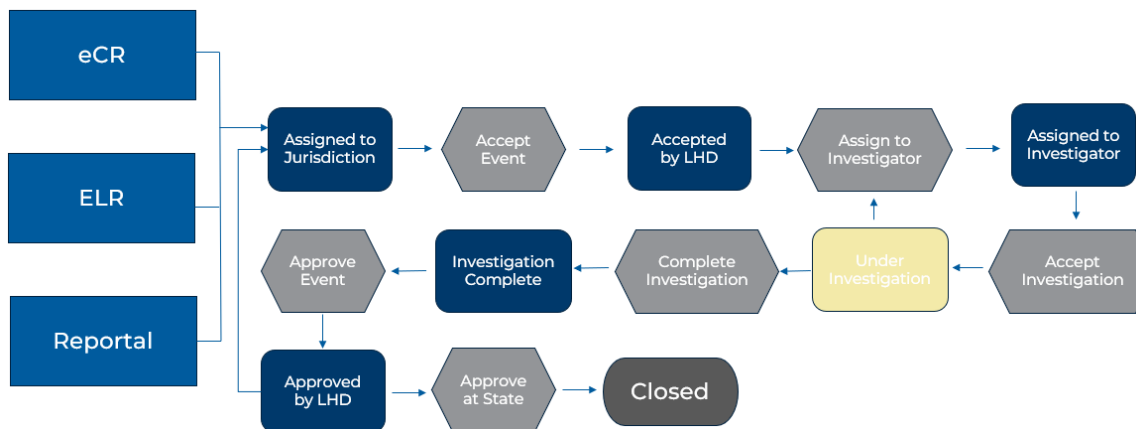 eCR
ELR
Reportal
Assigned to
Jurisdiction
Accept
Event
Accepted
by LHD
Assign to
Investigator
Assigned to
Investigator
Approve
Event
Investigation
Complete
Complete
Investigation
Under
Investigation
Accept
Investigation
Approved
by LHD
Approve
at State
Closed